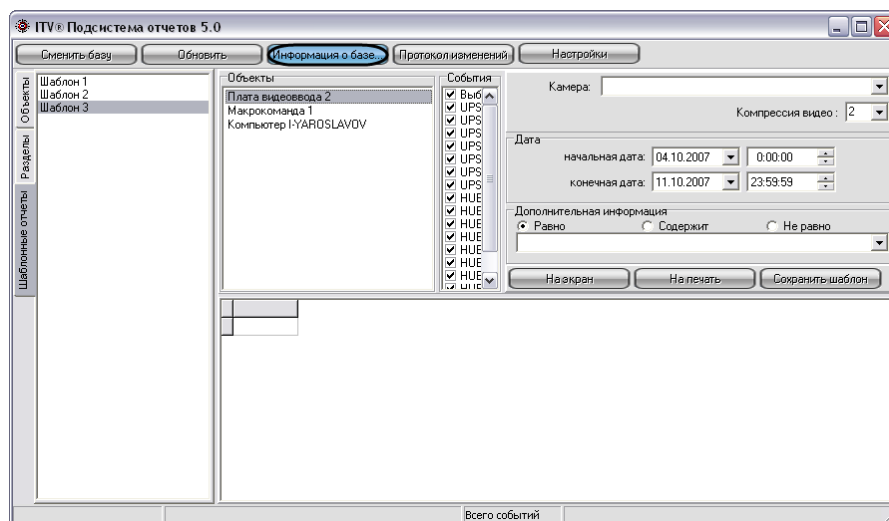 ITV® Подсистема отчетов 5.0
Сменить базу
Обновить
Информация о базе...
Протокол изменений
Настройки
Объекты
Разделы
Шаблонные отчеты
Шаблон 1
Шаблон 2
Шаблон 3
Объекты
Плата видеоввода 2
Макрокоманда 1
Компьютер I-YAROSLAVOV
События
Выб
UPS
UPS
UPS
UPS
UPS
UPS
UPS
HUE
HUE
HUE
HUE
HUE
HUE
HUE
HUE
Камера:
Компрессия видео : 2
Дата
начальная дата: 04.10.2007 0:00:00
конечная дата: 11.10.2007 23:59:59
Дополнительная информация
Равно Содержит Не равно
На экран
На печать
Сохранить шаблон
Всего событий